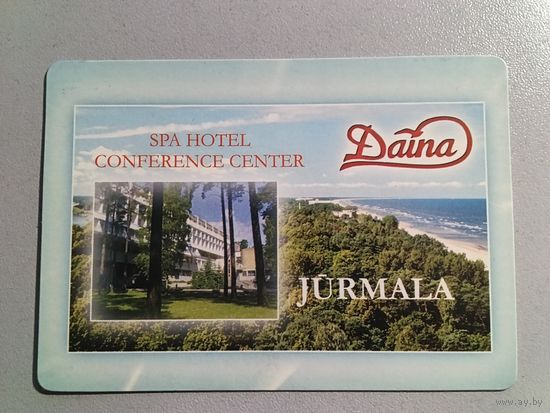 SPA HOTEL
CONFERENCE CENTER
Daina
JŪRMALA
www.ay.by